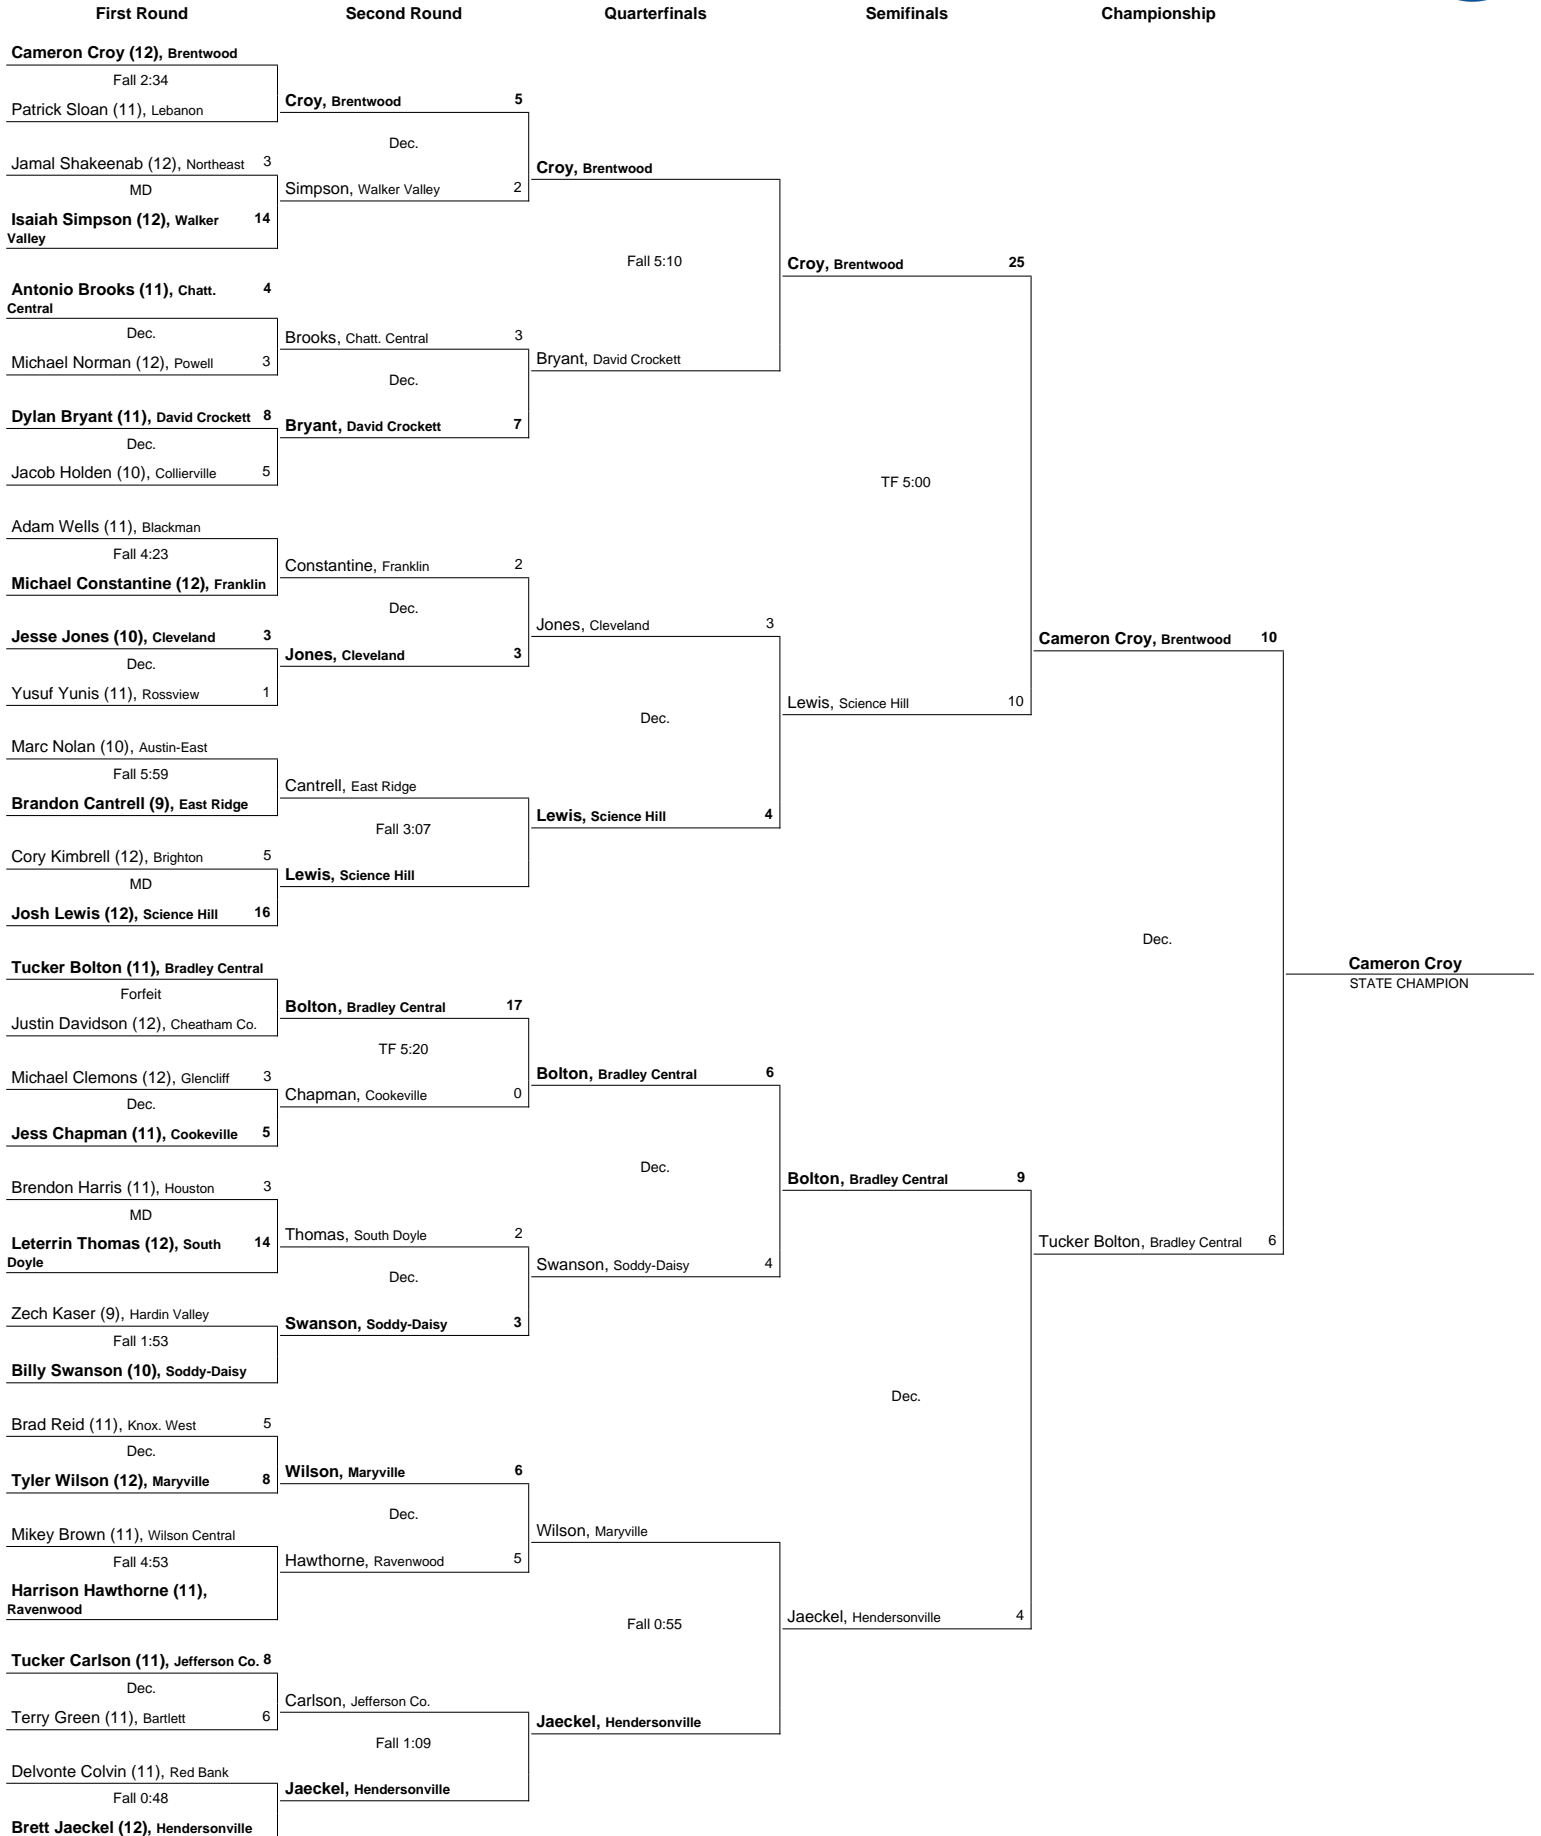 First Round Second Round Quarterfinals Semifinals Championship
Cameron Croy (12), Brentwood
Fall 2:34
Patrick Sloan (11), Lebanon
Jamal Shakeenab (12), Northeast 3
MD
Isaiah Simpson (12), Walker 14
Valley
Antonio Brooks (11), Chatt. 4
Central
Dec.
Michael Norman (12), Powell 3
Dylan Bryant (11), David Crockett 8
Dec.
Jacob Holden (10), Collierville 5
Adam Wells (11), Blackman
Fall 4:23
Michael Constantine (12), Franklin
Jesse Jones (10), Cleveland 3
Dec.
Yusuf Yunis (11), Rossview 1
Marc Nolan (10), Austin-East
Fall 5:59
Brandon Cantrell (9), East Ridge
Cory Kimbrell (12), Brighton 5
MD
Josh Lewis (12), Science Hill 16
Tucker Bolton (11), Bradley Central
Forfeit
Justin Davidson (12), Cheatham Co.
Michael Clemons (12), Glencliff 3
Dec.
Jess Chapman (11), Cookeville 5
Brendon Harris (11), Houston 3
MD
Leterrin Thomas (12), South 14
Doyle
Zech Kaser (9), Hardin Valley
Fall 1:53
Billy Swanson (10), Soddy-Daisy
Brad Reid (11), Knox. West 5
Dec.
Tyler Wilson (12), Maryville 8
Mikey Brown (11), Wilson Central
Fall 4:53
Harrison Hawthorne (11),
Ravenwood
Tucker Carlson (11), Jefferson Co. 8
Dec.
Terry Green (11), Bartlett 6
Delvonte Colvin (11), Red Bank
Fall 0:48
Brett Jaeckel (12), Hendersonville
Croy, Brentwood 5
Dec.
Simpson, Walker Valley 2
Brooks, Chatt. Central 3
Dec.
Bryant, David Crockett 7
Constantine, Franklin 2
Dec.
Jones, Cleveland 3
Cantrell, East Ridge
Fall 3:07
Lewis, Science Hill
Bolton, Bradley Central 17
TF 5:20
Chapman, Cookeville 0
Thomas, South Doyle 2
Dec.
Swanson, Soddy-Daisy 3
Wilson, Maryville 6
Dec.
Hawthorne, Ravenwood 5
Carlson, Jefferson Co.
Fall 1:09
Jaeckel, Hendersonville
Croy, Brentwood
Fall 5:10
Bryant, David Crockett
Jones, Cleveland 3
Dec.
Lewis, Science Hill 4
Bolton, Bradley Central 6
Dec.
Swanson, Soddy-Daisy 4
Wilson, Maryville
Fall 0:55
Jaeckel, Hendersonville
Croy, Brentwood 25
TF 5:00
Lewis, Science Hill 10
Bolton, Bradley Central 9
Dec.
Jaeckel, Hendersonville 4
Cameron Croy, Brentwood 10
Dec.
Tucker Bolton, Bradley Central 6
Cameron Croy
STATE CHAMPION